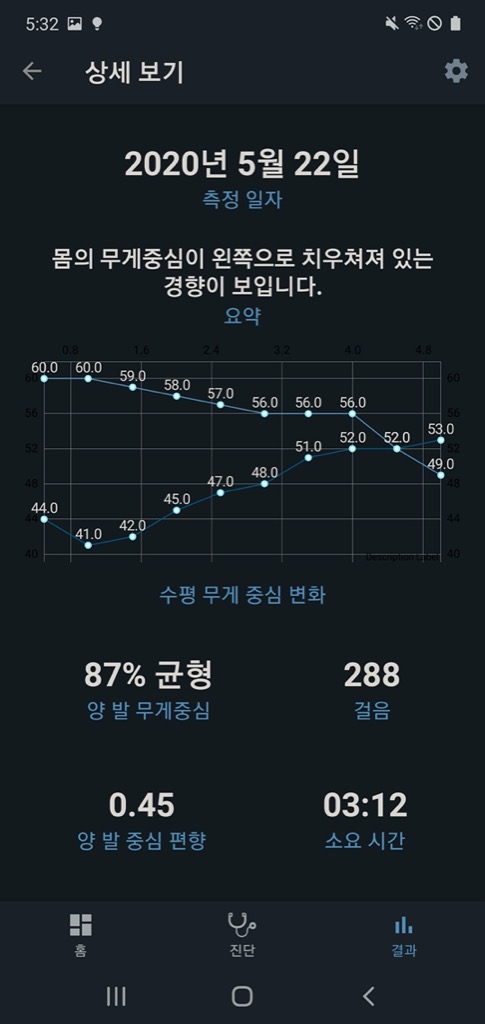 5:32
상세 보기
2020년 5월 22일
측정 일자
몸의 무게중심이 왼쪽으로 치우쳐져 있는
경향이 보입니다.
요약
0.8 1.6 2.4 3.2 4.0 4.8
60.0 60.0 59.0 58.0 57.0 56.0 56.0 56.0 52.0 49.0
44.0 41.0 42.0 45.0 47.0 48.0 51.0 52.0 53.0
60 60
56 56
52 52
48 48
44 44
40 40
Description Label
수평 무게 중심 변화
87% 균형 288
양 발 무게중심 걸음
0.45 03:12
양 발 중심 편향 소요 시간
홈 진단 결과